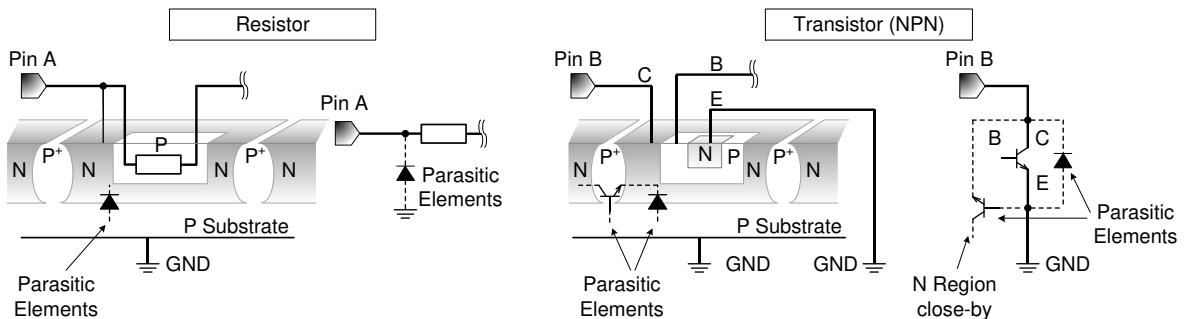 Resistor
Transistor (NPN)
Pin A
Pin B
C
B
E
Pin B
Pin A
N
P+
N
P
N
P+
N
Parasitic
Elements
P Substrate
GND
Parasitic
Elements
N
P+
N
N
P
N
P+
N
P Substrate
GND
GND
Parasitic
Elements
B
C
E
Parasitic
Elements
GND
N Region
close-by